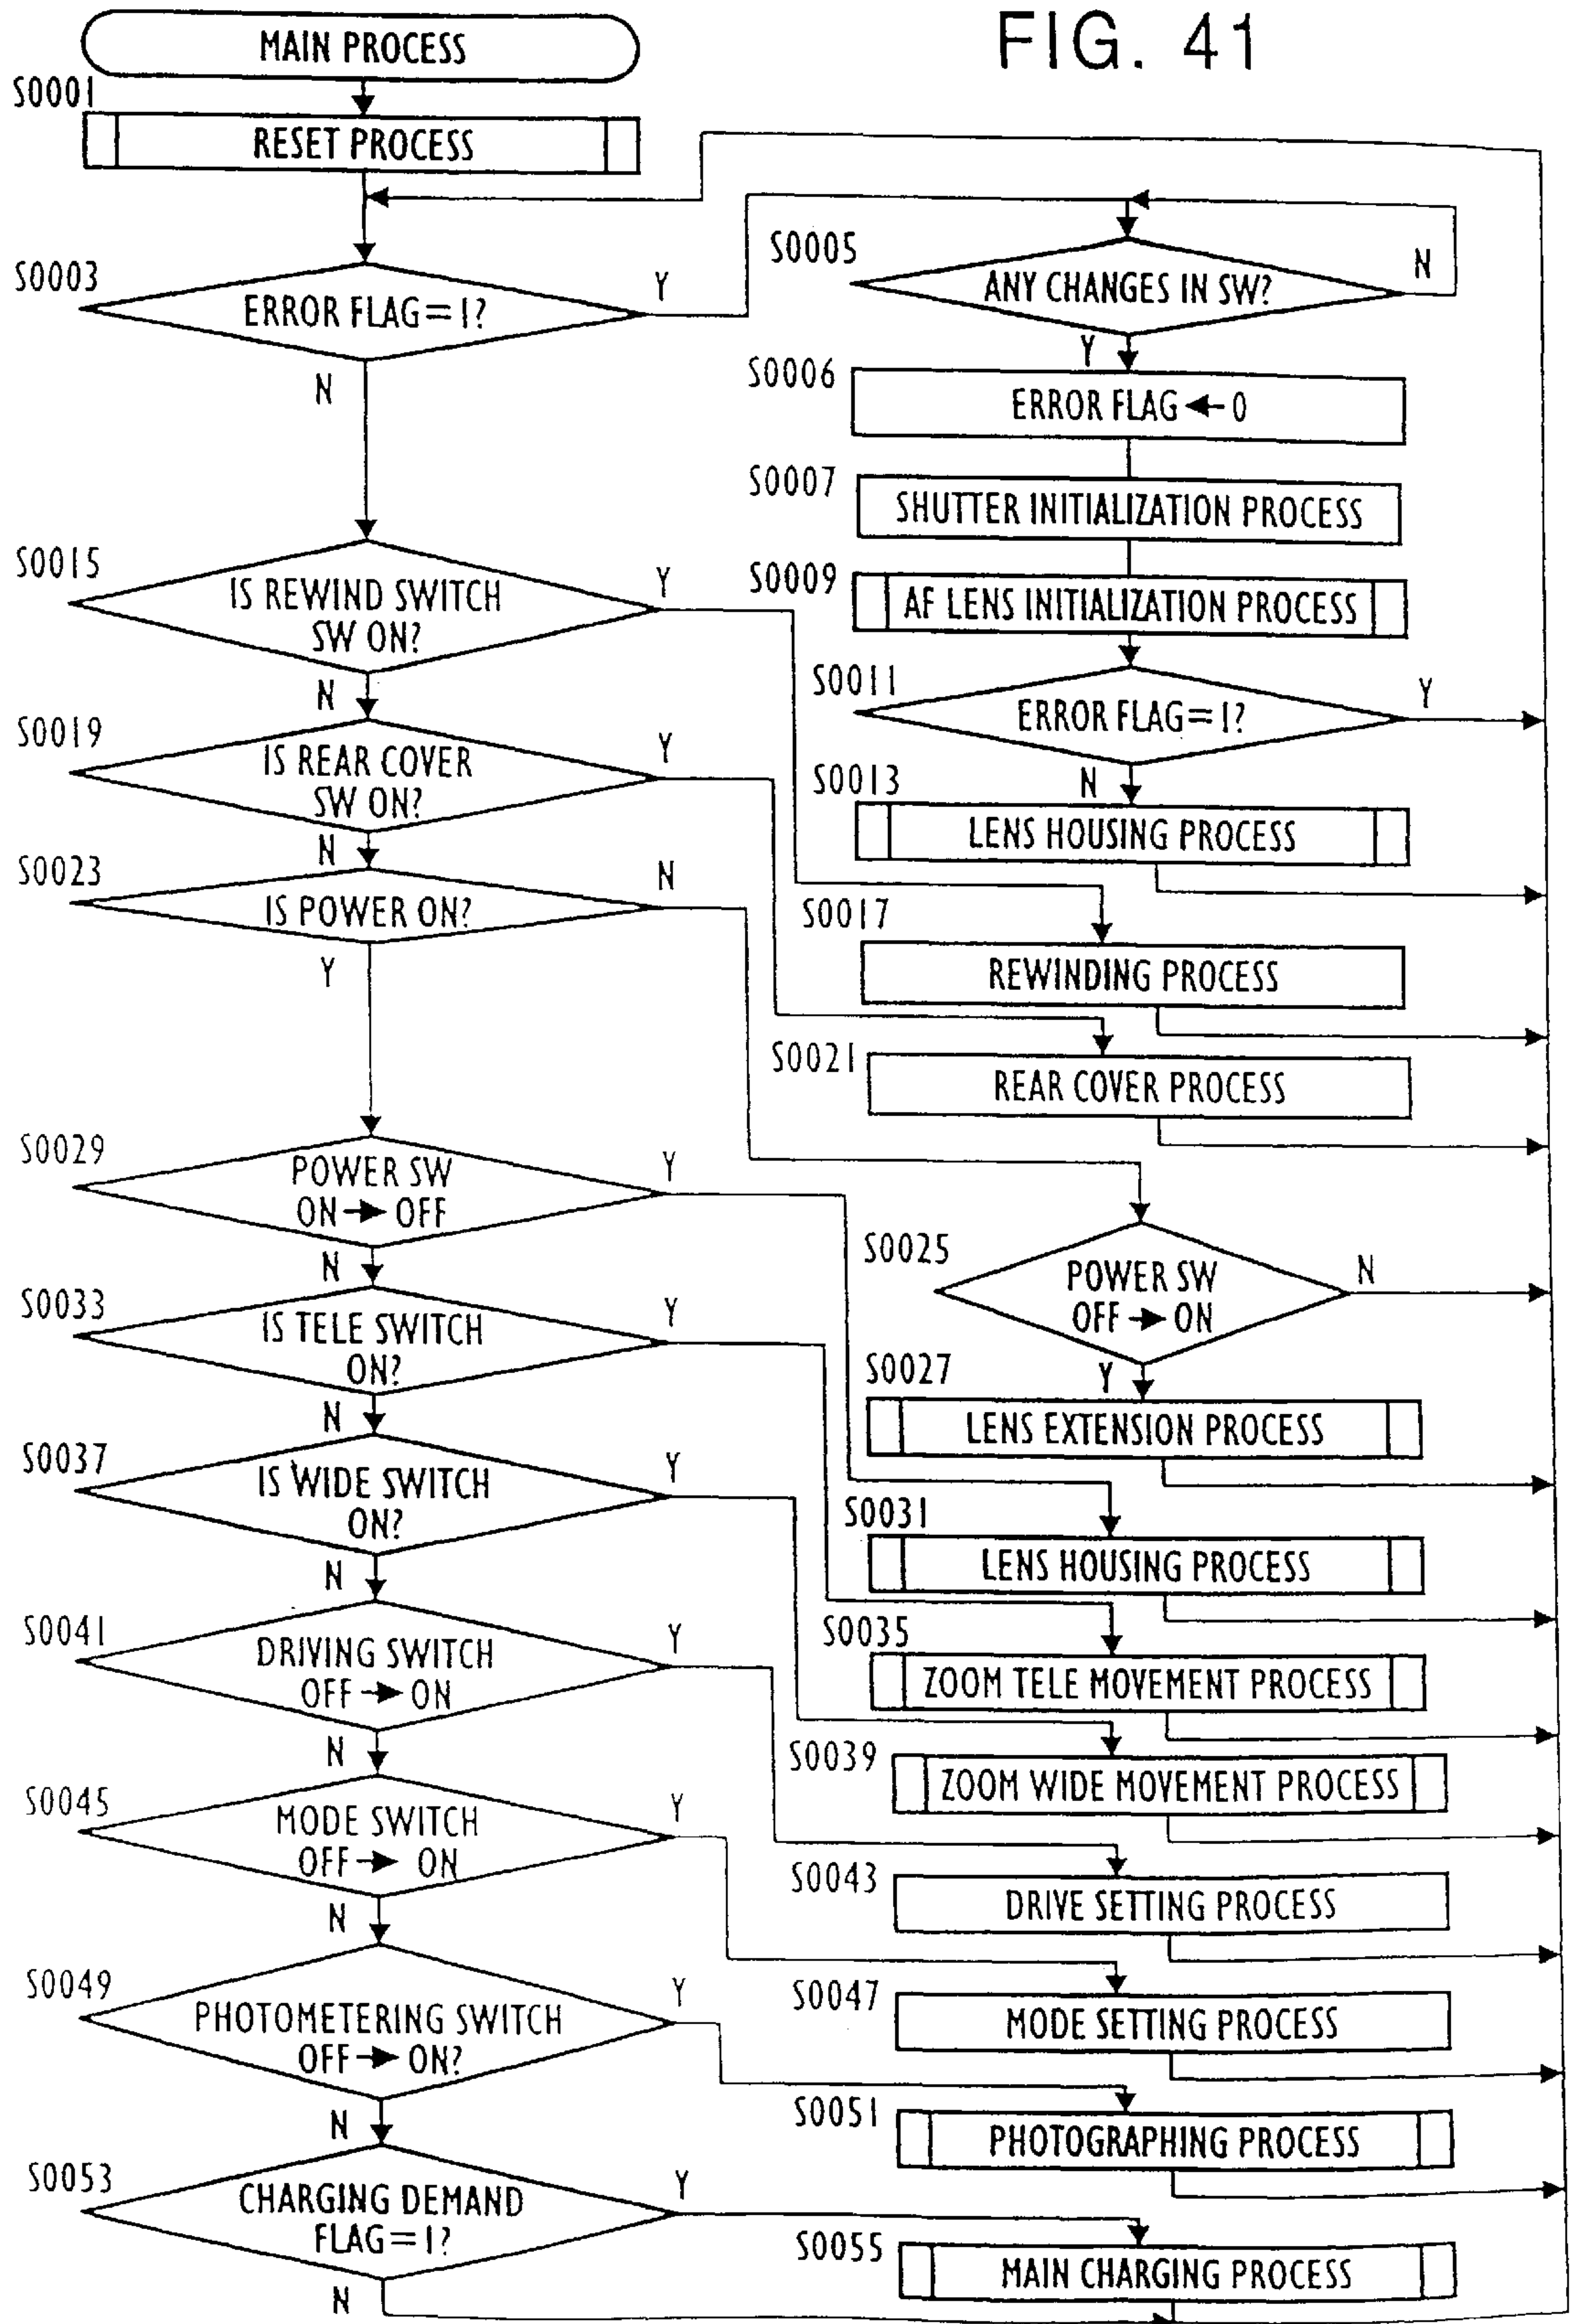 FIG. 41
MAIN PROCESS
S0001
RESET PROCESS
S0003
ERROR FLAG=1?
Y
N
S0005
ANY CHANGES IN SW?
N
Y
S0006
ERROR FLAG ← 0
S0007
SHUTTER INITIALIZATION PROCESS
S0009
AF LENS INITIALIZATION PROCESS
S0011
ERROR FLAG=1?
Y
N
S0013
LENS HOUSING PROCESS
S0015
IS REWIND SWITCH
SW ON?
Y
N
S0017
REWINDING PROCESS
S0019
IS REAR COVER
SW ON?
Y
N
S0021
REAR COVER PROCESS
S0023
IS POWER ON?
N
Y
S0025
POWER SW
OFF → ON
N
Y
S0027
LENS EXTENSION PROCESS
S0029
POWER SW
ON → OFF
Y
N
S0031
LENS HOUSING PROCESS
S0033
IS TELE SWITCH
ON?
Y
N
S0035
ZOOM TELE MOVEMENT PROCESS
S0037
IS WIDE SWITCH
ON?
Y
N
S0039
ZOOM WIDE MOVEMENT PROCESS
S0041
DRIVING SWITCH
OFF → ON
Y
N
S0043
DRIVE SETTING PROCESS
S0045
MODE SWITCH
OFF → ON
Y
N
S0047
MODE SETTING PROCESS
S0049
PHOTOMETERING SWITCH
OFF → ON?
Y
N
S0051
PHOTOGRAPHING PROCESS
S0053
CHARGING DEMAND
FLAG=1?
Y
N
S0055
MAIN CHARGING PROCESS